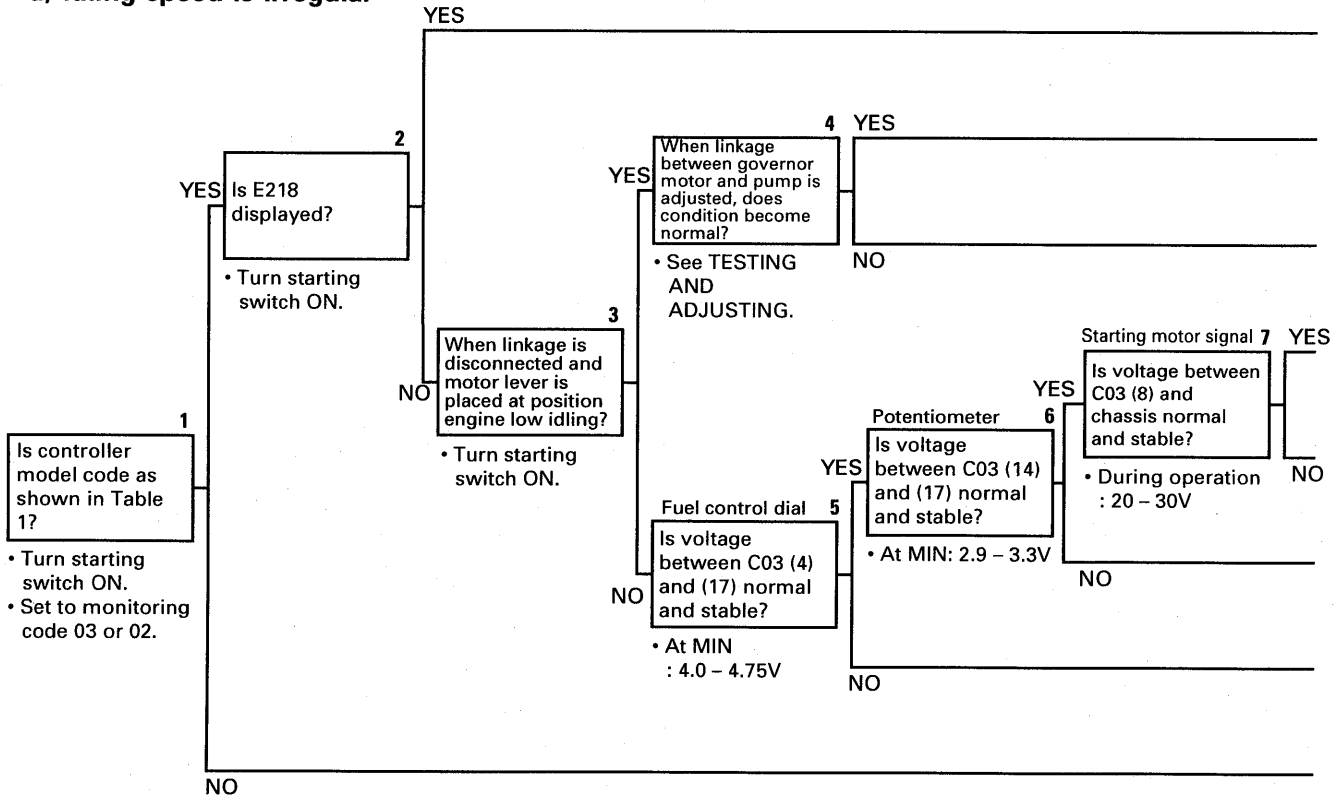 Idling speed is irregular
YES
2
YES
Is E218
displayed?
• Turn starting
switch ON.
4
YES
YES
When linkage
between governor
motor and pump is
adjusted, does
condition become
normal?
NO
• See TESTING
AND
ADJUSTING.
3
NO
When linkage is
disconnected and
motor lever is
placed at position
engine low idling?
• Turn starting
switch ON.
Starting motor signal 7
YES
YES
Is voltage between
C03 (8) and
chassis normal
and stable?
• During operation
: 20 – 30V
NO
1
Is controller
model code as
shown in Table
1?
• Turn starting
switch ON.
• Set to monitoring
code 03 or 02.
Potentiometer 6
YES
Is voltage
between C03 (14)
and (17) normal
and stable?
• At MIN: 2.9 – 3.3V
NO
Fuel control dial 5
NO
Is voltage
between C03 (4)
and (17) normal
and stable?
• At MIN
: 4.0 – 4.75V
NO
NO